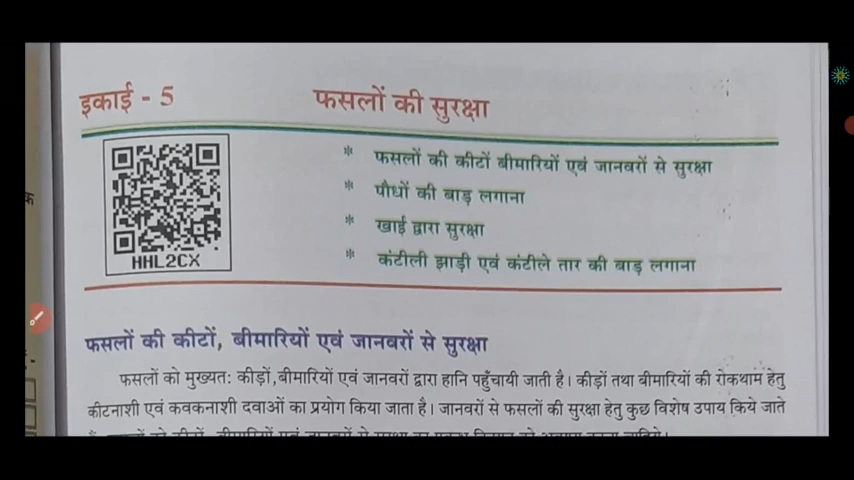 इकाई - 5
फसलों की सुरक्षा
* फसलों की कीटों बीमारियों एवं जानवरों से सुरक्षा
* पौधों की बाड़ लगाना
* खाई द्वारा सुरक्षा
* कंटीली झाड़ी एवं कंटीले तार की बाड़ लगाना
HHL2CX
फसलों की कीटों, बीमारियों एवं जानवरों से सुरक्षा
फसलों को मुख्यत: कीड़ों,बीमारियों एवं जानवरों द्वारा हानि पहुँचायी जाती है। कीड़ों तथा बीमारियों की रोकथाम हेतु
कीटनाशी एवं कवकनाशी दवाओं का प्रयोग किया जाता है। जानवरों से फसलों की सुरक्षा हेतु कुछ विशेष उपाय किये जाते